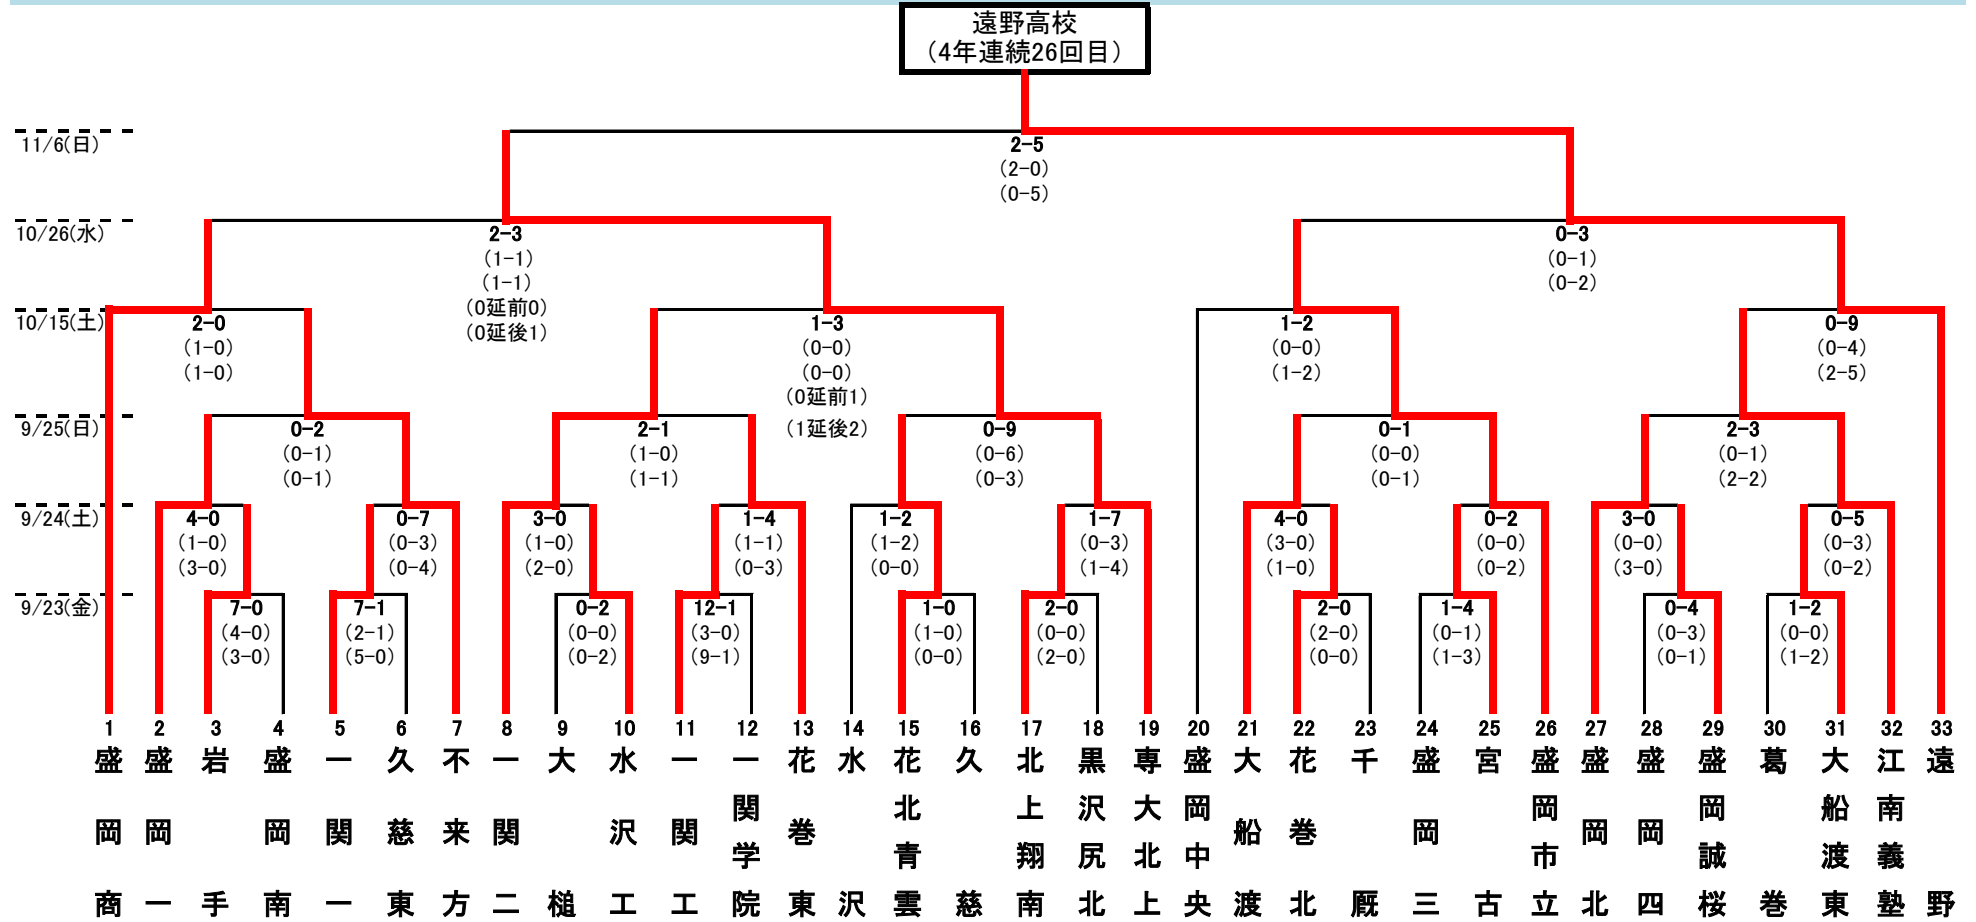 遠野高校
（4年連続26回目）
11/6(日)
2-5
（2-0）
（0-5）
10/26(水)
2-3
（1-1）
（1-1）
（0延前0）
（0延後1）
0-3
（0-1）
（0-2）
10/15(土)
2-0
（1-0）
（1-0）
1-3
（0-0）
（0-0）
（0延前1）
（1延後2）
1-2
（0-0）
（1-2）
0-9
（0-4）
（2-5）
9/25(日)
0-2
（0-1）
（0-1）
2-1
（1-0）
（1-1）
0-9
（0-6）
（0-3）
0-1
（0-0）
（0-1）
2-3
（0-1）
（2-2）
9/24(土)
4-0
（1-0）
（3-0）
0-7
（0-3）
（0-4）
3-0
（1-0）
（2-0）
1-4
（1-1）
（0-3）
1-2
（1-2）
（0-0）
1-7
（0-3）
（1-4）
4-0
（3-0）
（1-0）
0-2
（0-0）
（0-2）
3-0
（0-0）
（3-0）
0-5
（0-3）
（0-2）
9/23(金)
7-0
（4-0）
（3-0）
7-1
（2-1）
（5-0）
0-2
（0-0）
（0-2）
12-1
（3-0）
（9-1）
1-0
（1-0）
（0-0）
2-0
（0-0）
（2-0）
2-0
（2-0）
（0-0）
1-4
（0-1）
（1-3）
0-4
（0-3）
（0-1）
1-2
（0-0）
（1-2）
1 2 3 4 5 6 7 8 9 10 11 12 13 14 15 16 17 18 19 20 21 22 23 24 25 26 27 28 29 30 31 32 33
盛岡商
盛岡一
岩手
盛岡南
一関一
久慈東
不来方
一関二
大槌
水沢工
一関工
一関学院
花巻東
水沢
花北青雲
久慈
北上翔南
黒沢尻北
専大北上
盛岡中央
大船渡
花巻北
千厩
盛岡三
宮古
盛岡市立
盛岡北
盛岡四
盛岡誠桜
葛巻
大船渡東
江南義塾
遠野